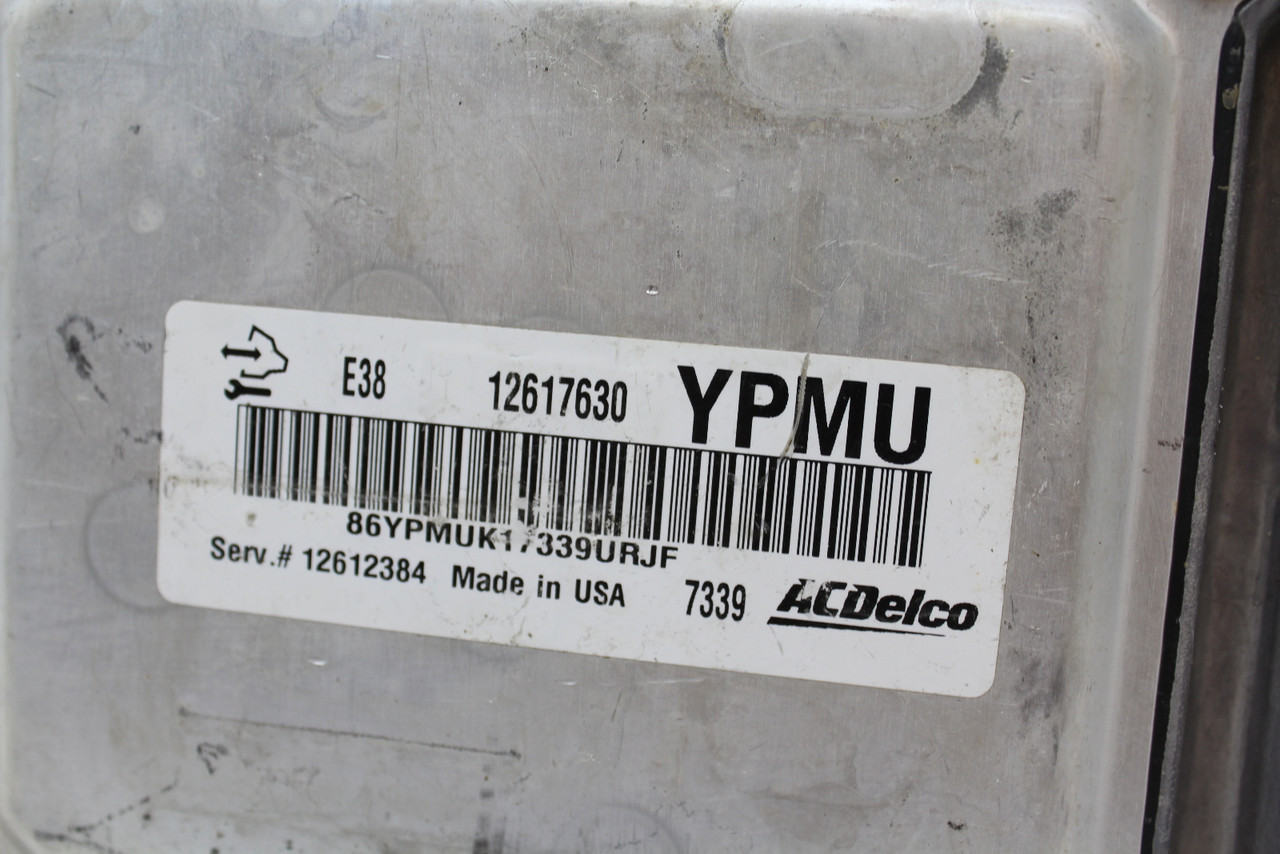 E38 12617630 YPMU
86YPMUK17339URJF
Serv.# 12612384 Made in USA 7339 ACDelco